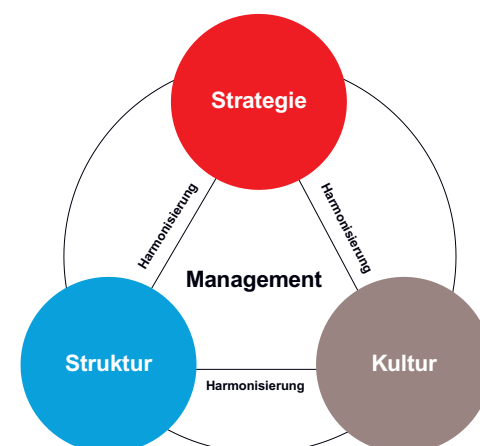 Strategie
Harmonisierung
Harmonisierung
Management
Struktur
Kultur
Harmonisierung